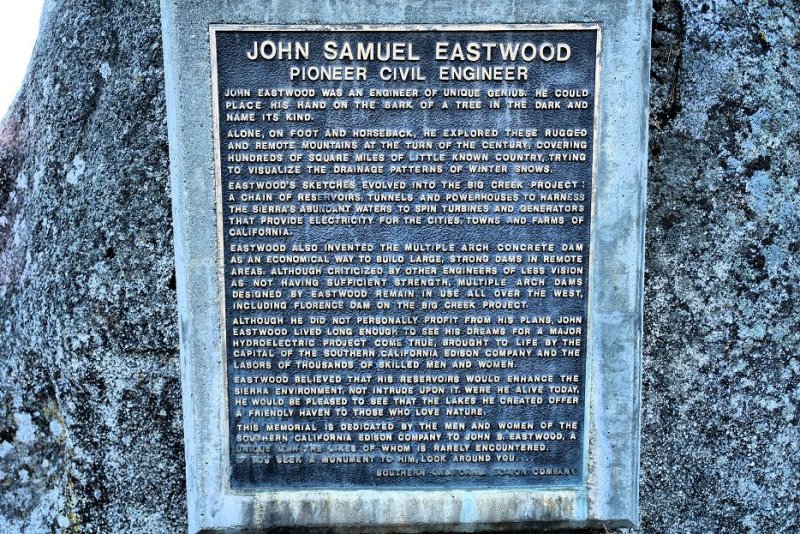 JOHN SAMUEL EASTWOOD
PIONEER CIVIL ENGINEER
JOHN EASTWOOD WAS AN ENGINEER OF UNIQUE GENIUS. HE COULD
PLACE HIS HAND ON THE BARK OF A TREE IN THE DARK AND
NAME ITS KIND.
ALONE, ON FOOT AND HORSEBACK, HE EXPLORED THESE RUGGED
AND REMOTE MOUNTAINS AT THE TURN OF THE CENTURY, COVERING
HUNDREDS OF SQUARE MILES OF LITTLE KNOWN COUNTRY, TRYING
TO VISUALIZE THE DRAINAGE PATTERNS OF WINTER SNOWS.
EASTWOOD'S SKETCHES EVOLVED INTO THE BIG CREEK PROJECT:
A CHAIN OF RESERVOIRS, TUNNELS AND POWERHOUSES TO HARNESS
THE SIERRA'S ABUNDANT WATERS TO SPIN TURBINES AND GENERATORS
THAT PROVIDE ELECTRICITY FOR THE CITIES, TOWNS AND FARMS OF
CALIFORNIA.
EASTWOOD ALSO INVENTED THE MULTIPLE ARCH CONCRETE DAM
AS AN ECONOMICAL WAY TO BUILD LARGE, STRONG DAMS IN REMOTE
AREAS. ALTHOUGH CRITICIZED BY OTHER ENGINEERS OF LESS VISION
AS NOT HAVING SUFFICIENT STRENGTH, MULTIPLE ARCH DAMS
DESIGNED BY EASTWOOD REMAIN IN USE ALL OVER THE WEST,
INCLUDING FLORENCE DAM ON THE BIG CREEK PROJECT.
ALTHOUGH HE DID NOT PERSONALLY PROFIT FROM HIS PLANS, JOHN
EASTWOOD LIVED LONG ENOUGH TO SEE HIS DREAMS FOR A MAJOR
HYDROELECTRIC PROJECT COME TRUE, BROUGHT TO LIFE BY THE
CAPITAL OF THE SOUTHERN CALIFORNIA EDISON COMPANY AND THE
LABORS OF THOUSANDS OF SKILLED MEN AND WOMEN.
EASTWOOD BELIEVED THAT HIS RESERVOIRS WOULD ENHANCE THE
SIERRA ENVIRONMENT, NOT INTRUDE UPON IT. WERE HE ALIVE TODAY,
HE WOULD BE PLEASED TO SEE THAT THE LAKES HE CREATED OFFER
A FRIENDLY HAVEN TO THOSE WHO LOVE NATURE.
THIS MEMORIAL IS DEDICATED BY THE MEN AND WOMEN OF THE
SOUTHERN CALIFORNIA EDISON COMPANY TO JOHN S. EASTWOOD, A
UNIQUE MAN THE LIKES OF WHOM IS RARELY ENCOUNTERED.
IF YOU SEEK A MONUMENT TO HIM, LOOK AROUND YOU.
SOUTHERN CALIFORNIA EDISON COMPANY